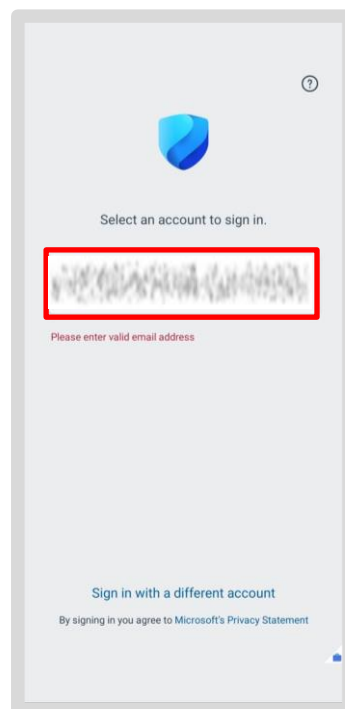 ?
Select an account to sign in.
Please enter valid email address
Sign in with a different account
By signing in you agree to Microsoft's Privacy Statement